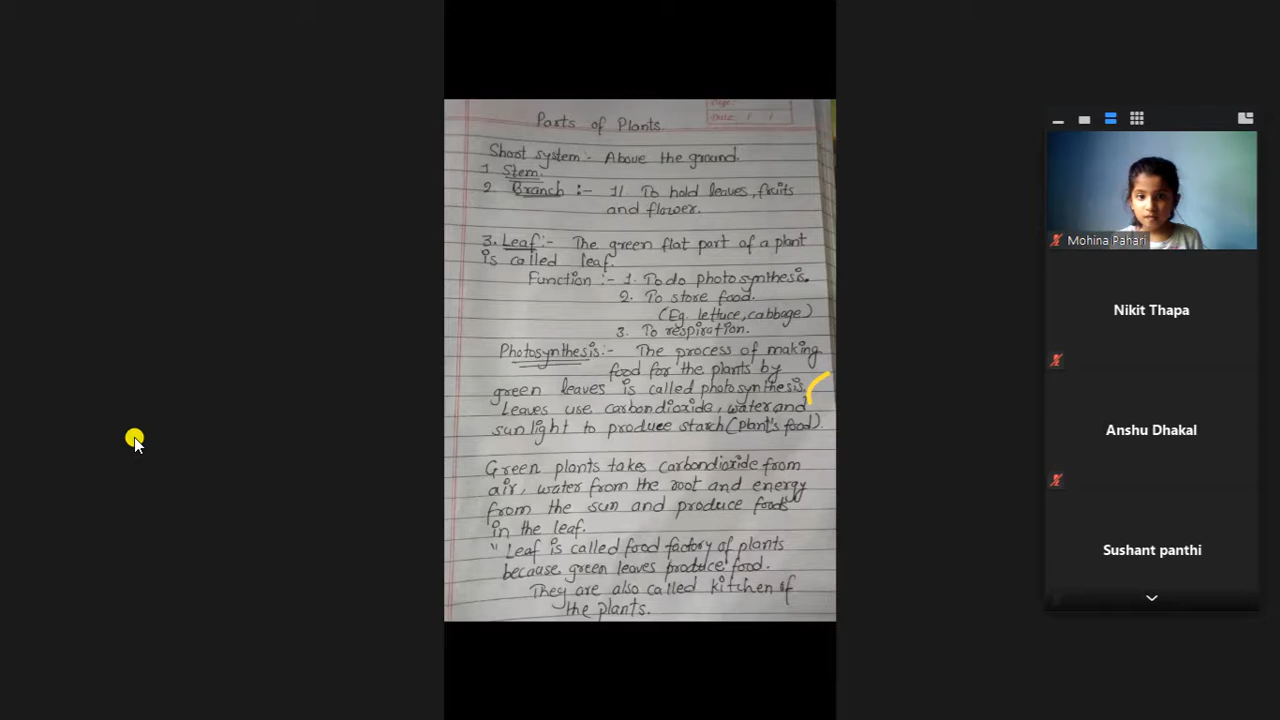 Date: / /
Parts of Plants
Shoot system:- Above the ground.
1 Stem.
2. Branch :- 1/ To hold leaves, fruits
and flower.
3. Leaf:- The green flat part of a plant
is called leaf.
Function :- 1. To do photosynthesis.
2. To store food.
(Eg. lettuce, cabbage)
3. To respiration.
Photosynthesis:- The process of making
food for the plants by
green leaves is called photosynthesis.
Leaves use carbondioxide, water and
sunlight to produce starch (plant's food).
Green plants takes carbondioxide from
air, water from the root and energy
from the sun and produce foods
in the leaf.
" Leaf is called food factory of plants
because green leaves produce food.
They are also called kitchen of
the plants.
Mohina Pahari
Nikit Thapa
Anshu Dhakal
Sushant panthi